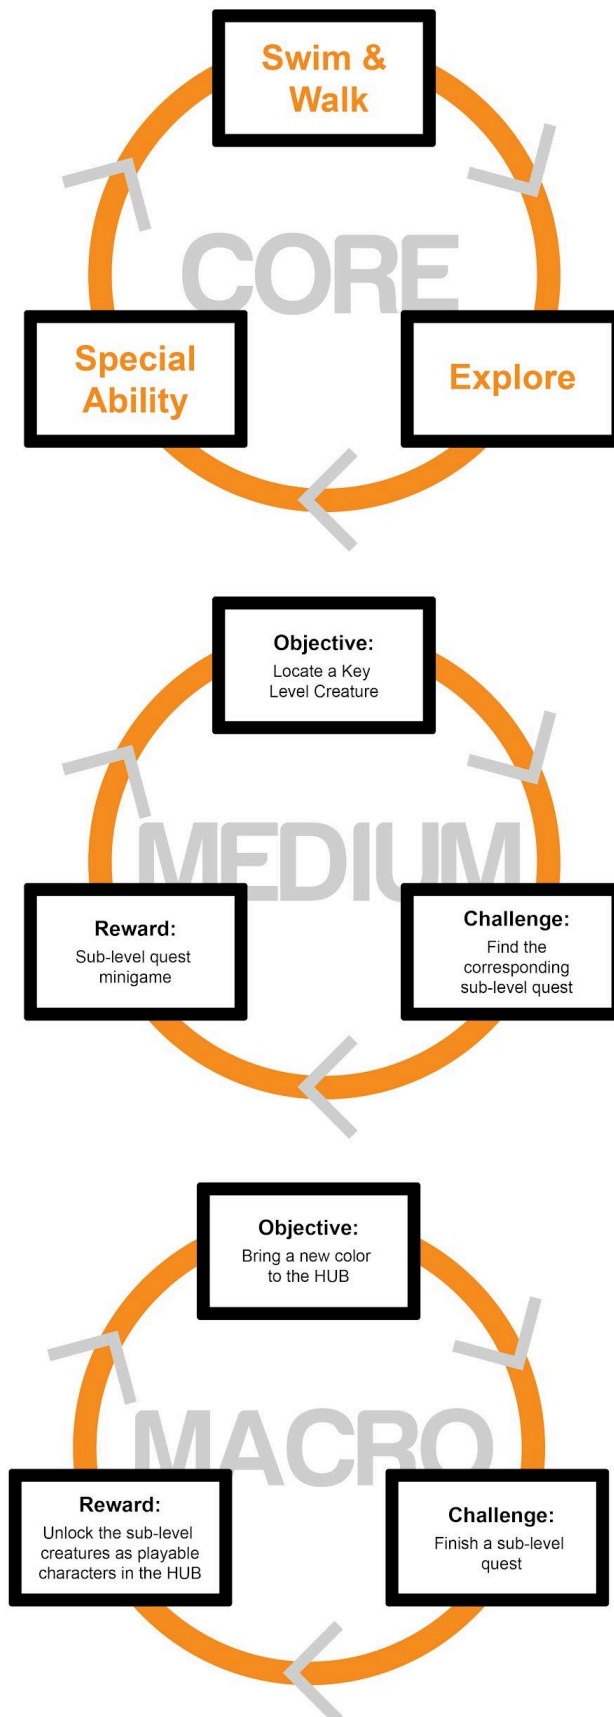 Swim &
Walk
CORE
Special
Ability
Explore
Objective:
Locate a Key
Level Creature
MEDIUM
Reward:
Sub-level quest
minigame
Challenge:
Find the
corresponding
sub-level quest
Objective:
Bring a new color
to the HUB
MACRO
Reward:
Unlock the sub-level
creatures as playable
characters in the HUB
Challenge:
Finish a sub-level
quest